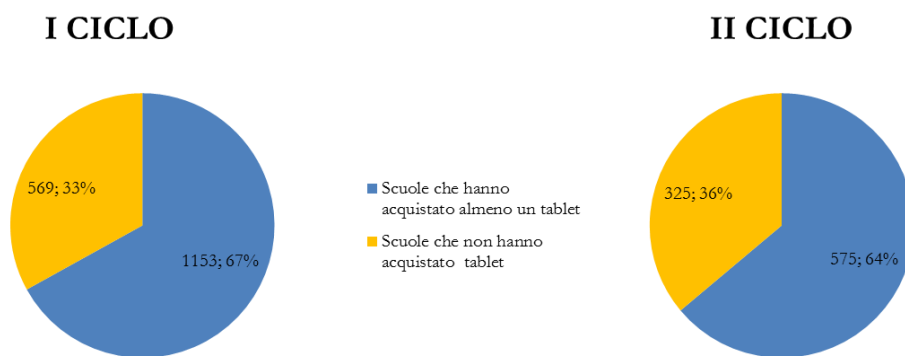 I CICLO
II CICLO
569; 33%
1153; 67%
Scuole che hanno
acquistato almeno un tablet
Scuole che non hanno
acquistato tablet
325; 36%
575; 64%